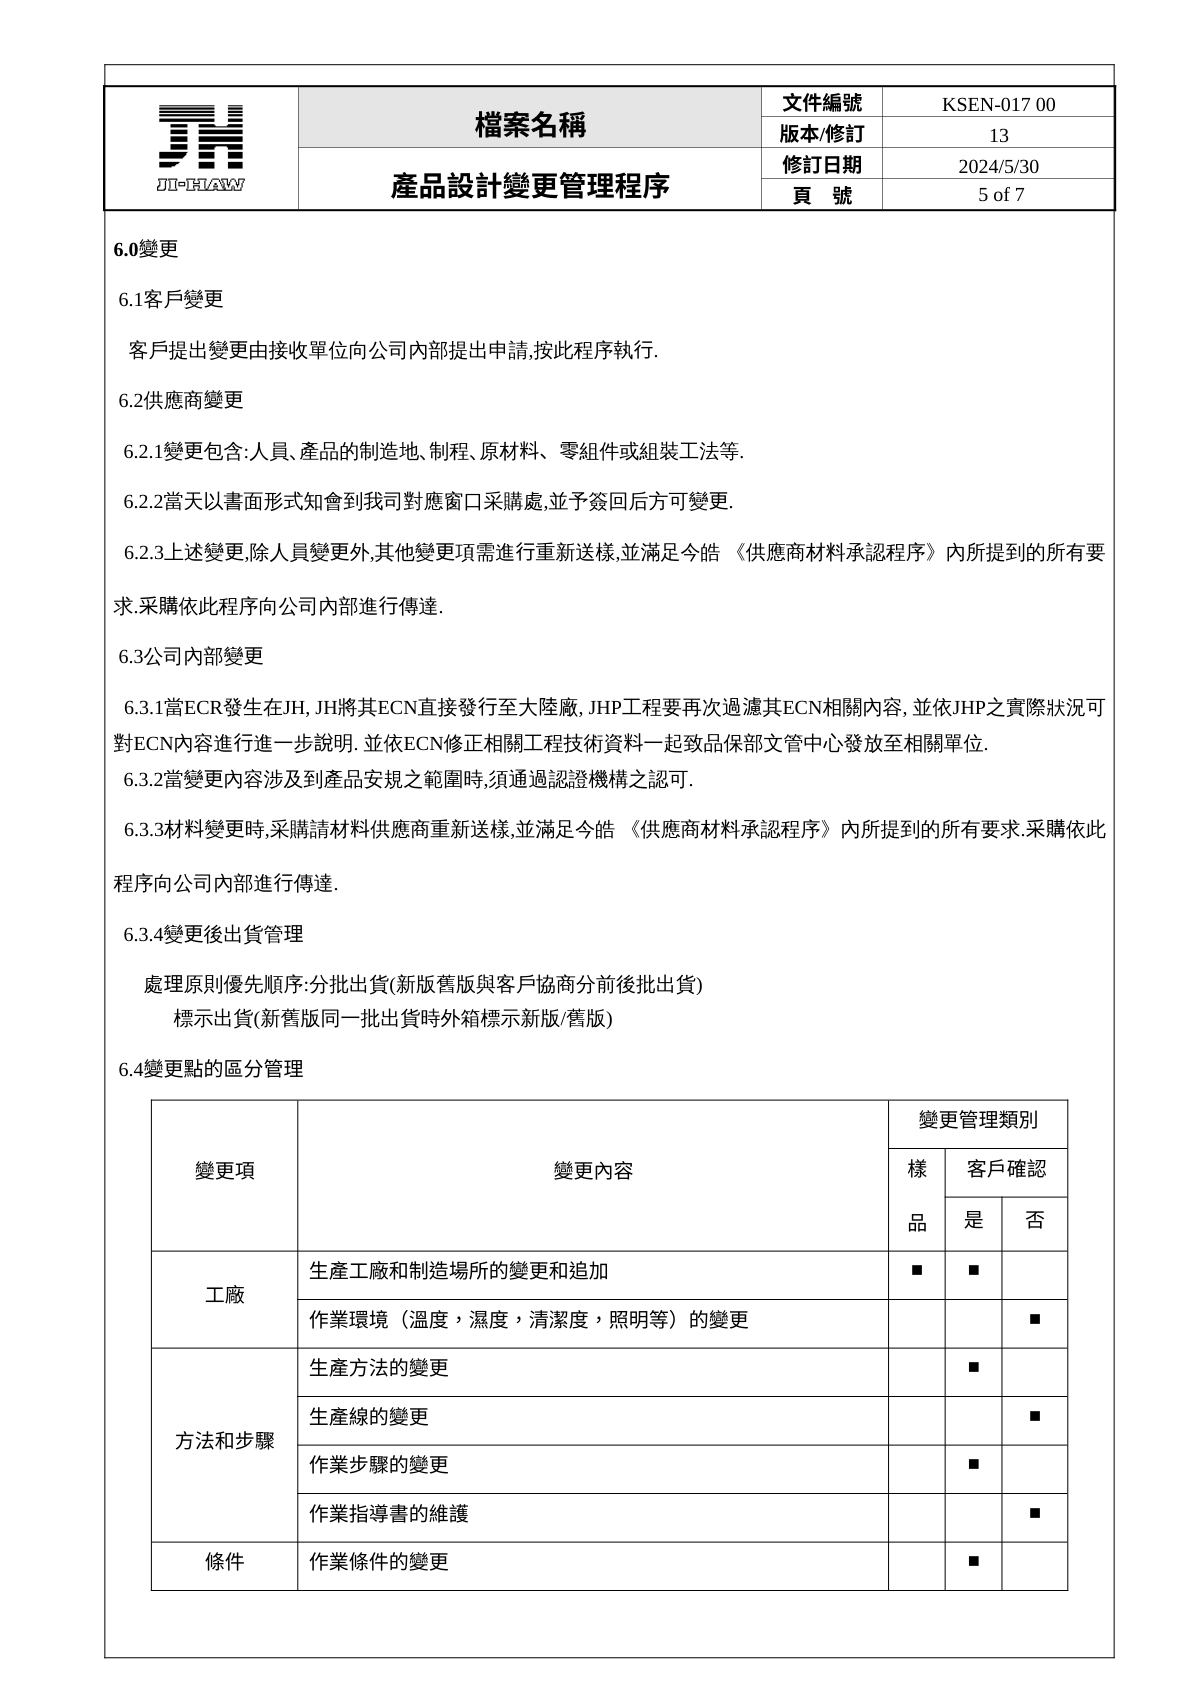 JI-HAW
檔案名稱
產品設計變更管理程序
文件編號 KSEN-017 00
版本/修訂 13
修訂日期 2024/5/30
頁 號 5 of 7
6.0變更
6.1客戶變更
客戶提出變更由接收單位向公司內部提出申請,按此程序執行.
6.2供應商變更
6.2.1變更包含:人員、產品的制造地、制程、原材料、零組件或組裝工法等.
6.2.2當天以書面形式知會到我司對應窗口采購處,並予簽回后方可變更.
6.2.3上述變更,除人員變更外,其他變更項需進行重新送樣,並滿足今皓 《供應商材料承認程序》內所提到的所有要
求.采購依此程序向公司內部進行傳達.
6.3公司內部變更
6.3.1當ECR發生在JH, JH將其ECN直接發行至大陸廠, JHP工程要再次過濾其ECN相關內容, 並依JHP之實際狀況可
對ECN內容進行進一步說明. 並依ECN修正相關工程技術資料一起致品保部文管中心發放至相關單位.
6.3.2當變更內容涉及到產品安規之範圍時,須通過認證機構之認可.
6.3.3材料變更時,采購請材料供應商重新送樣,並滿足今皓 《供應商材料承認程序》內所提到的所有要求.采購依此
程序向公司內部進行傳達.
6.3.4變更後出貨管理
處理原則優先順序:分批出貨(新版舊版與客戶協商分前後批出貨)
標示出貨(新舊版同一批出貨時外箱標示新版/舊版)
6.4變更點的區分管理
變更項 變更內容 變更管理類別
樣品 客戶確認
是 否
工廠 生產工廠和制造場所的變更和追加 ■ ■
作業環境（溫度，濕度，清潔度，照明等）的變更 ■
方法和步驟 生產方法的變更 ■
生產線的變更 ■
作業步驟的變更 ■
作業指導書的維護 ■
條件 作業條件的變更 ■